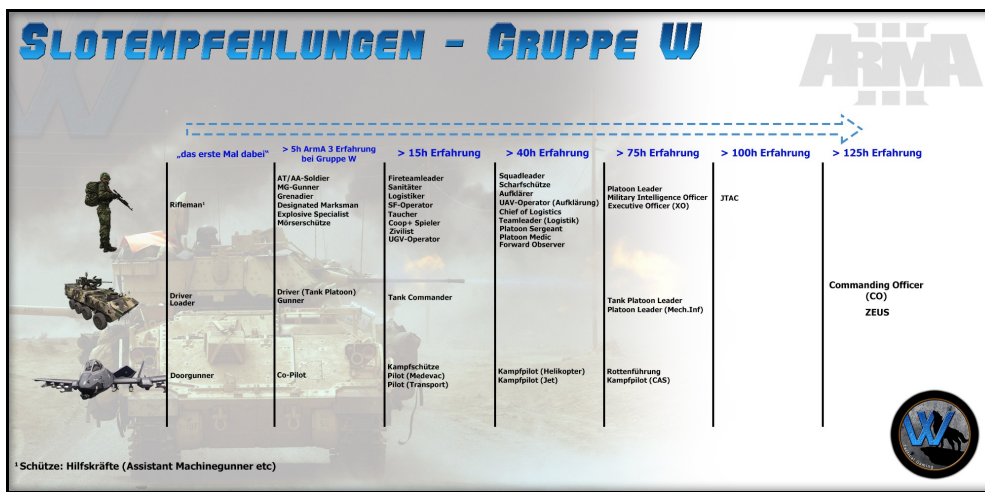 SLOTEMPFEHLUNGEN - GRUPPE W
ARMA
III
„das erste Mal dabei“
> 5h ArmA 3 Erfahrung
bei Gruppe W
> 15h Erfahrung
> 40h Erfahrung
> 75h Erfahrung
> 100h Erfahrung
> 125h Erfahrung
Rifleman¹
AT/AA-Soldier
MG-Gunner
Grenadier
Designated Marksman
Explosive Specialist
Mörserschütze
Fireteamleader
Sanitäter
Logistiker
SF-Operator
Taucher
Coop+ Spieler
Zivilist
UGV-Operator
Squadleader
Scharfschütze
Aufklärer
UAV-Operator (Aufklärung)
Chief of Logistics
Teamleader (Logistik)
Platoon Sergeant
Platoon Medic
Forward Observer
Platoon Leader
Military Intelligence Officer
Executive Officer (XO)
JTAC
Driver
Loader
Driver (Tank Platoon)
Gunner
Tank Commander
Tank Platoon Leader
Platoon Leader (Mech.Inf)
Commanding Officer
(CO)
ZEUS
Doorgunner
Co-Pilot
Kampfschütze
Pilot (Medevac)
Pilot (Transport)
Kampfpilot (Helikopter)
Kampfpilot (Jet)
Rottenführung
Kampfpilot (CAS)
¹ Schütze: Hilfskräfte (Assistant Machinegunner etc)
W